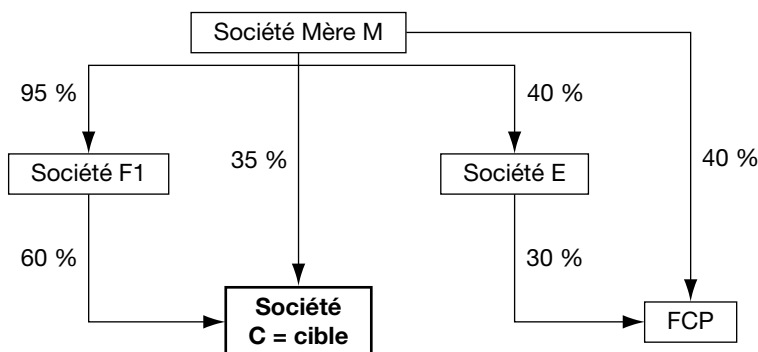 Société Mère M
95 %
40 %
35 %
40 %
Société F1
Société E
60 %
30 %
Société
C = cible
FCP